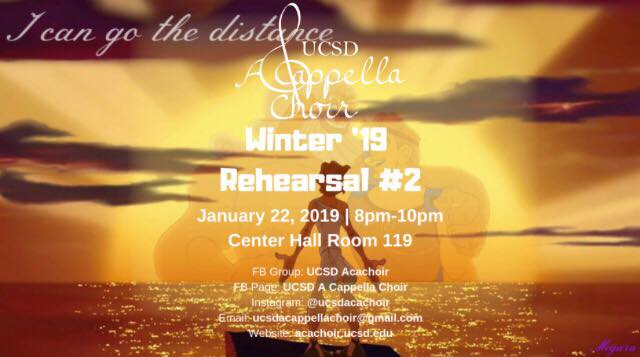 I can go the distance
UCSD
A Cappella
Choir
Winter '19
Rehearsal #2
January 22, 2019 | 8pm-10pm
Center Hall Room 119
FB Group: UCSD Acachoir
FB Page: UCSD A Cappella Choir
Instagram: @ucsdacachoir
Email: ucsdacappellachoir@gmail.com
Website: acachoir.ucsd.edu
Megara